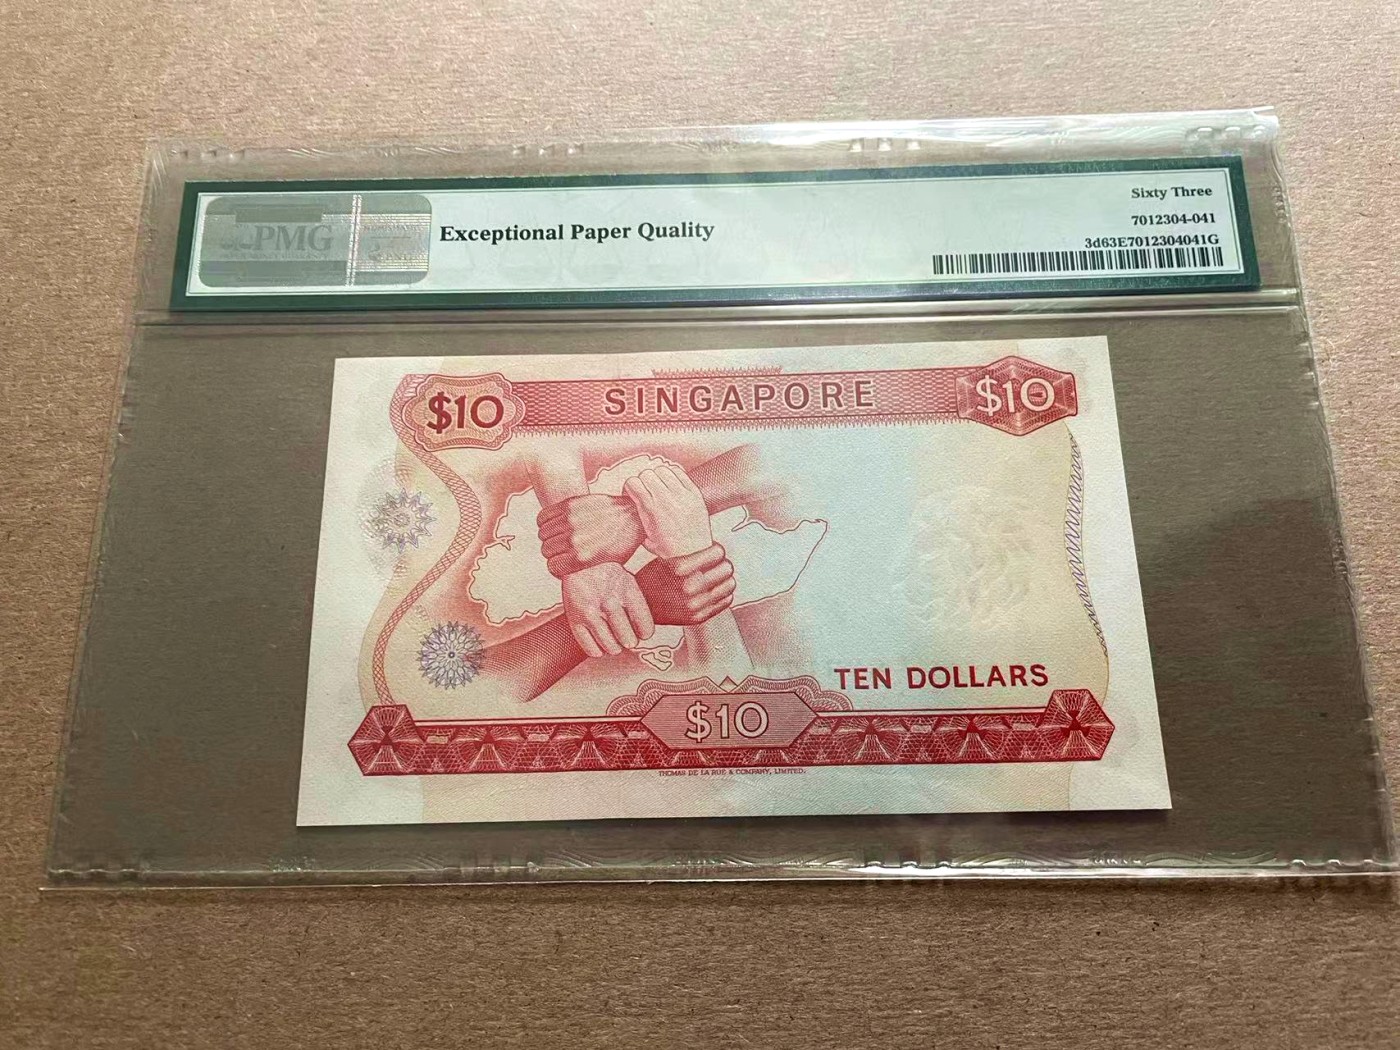 PMG
Exceptional Paper Quality
Sixty Three
7012304-041
3d63E7012304041G
$10
SINGAPORE
$10
TEN DOLLARS
$10
THOMAS DE LA RUE & COMPANY, LIMITED.